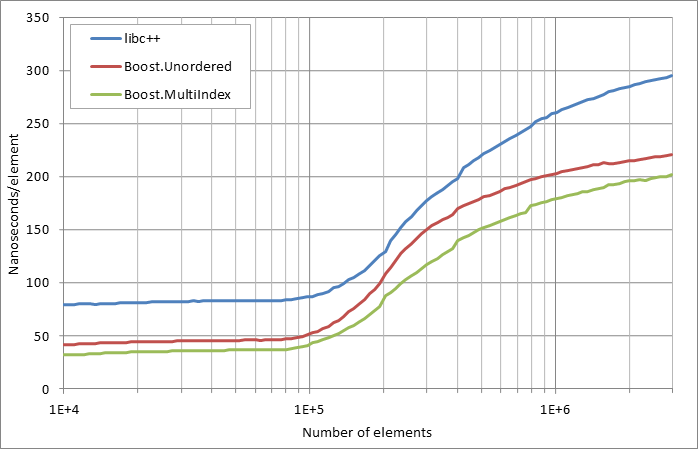 350
300
250
200
150
100
50
0
Nanoseconds/element
libc++
Boost.Unordered
Boost.MultiIndex
1E+4
1E+5
1E+6
Number of elements